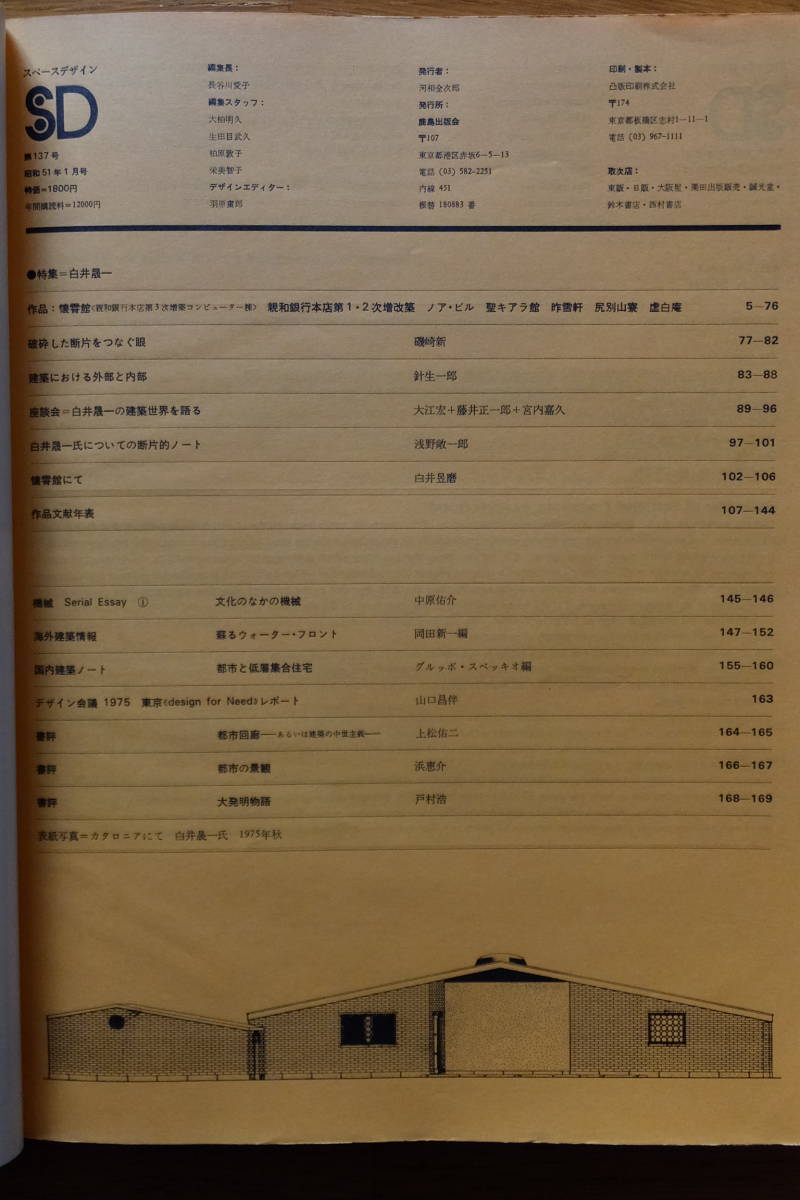 スペースデザイン
SD
第137号
昭和51年1月号
特価=1800円
年間購読料=12000円
編集長：
長谷川愛子
編集スタッフ：
大柏明久
生田目武久
柏原敦子
栄美智子
デザインエディター：
羽原粛郎
発行者：
河相全次郎
発行所：
鹿島出版会
〒107
東京都港区赤坂6−5−13
電話 (03) 582−2251
内線 451
振替 180883 番
印刷・製本：
凸版印刷株式会社
〒174
東京都板橋区志村1−11−1
電話 (03) 967−1111
取次店：
東販・日販・大阪屋・栗田出版販売・誠光堂・
鈴木書店・西村書店
●特集＝白井晟一
作品：懐霄館〈親和銀行本店第3次増築コンピューター棟〉 親和銀行本店第1・2次増改築 ノア・ビル 聖キアラ館 昨雪軒 尻別山寮 虚白庵 5—76
破砕した断片をつなぐ眼 磯崎新 77—82
建築における外部と内部 針生一郎 83—88
座談会＝白井晟一の建築世界を語る 大江宏＋藤井正一郎＋宮内嘉久 89—96
白井晟一氏についての断片的ノート 浅野敞一郎 97—101
懐霄館にて 白井昱磨 102—106
作品文献年表 107—144
機械 Serial Essay ① 文化のなかの機械 中原佑介 145—146
海外建築情報 蘇るウォーター・フロント 岡田新一編 147—152
国内建築ノート 都市と低層集合住宅 グルッポ・スペッキオ編 155—160
デザイン会議 1975 東京《design for Need》レポート 山口昌伴 163
書評 都市回廊——あるいは建築の中世主義—— 上松佑二 164—165
書評 都市の景観 浜恵介 166—167
書評 大発明物語 戸村浩 168—169
表紙写真＝カタロニアにて 白井晟一氏 1975年秋